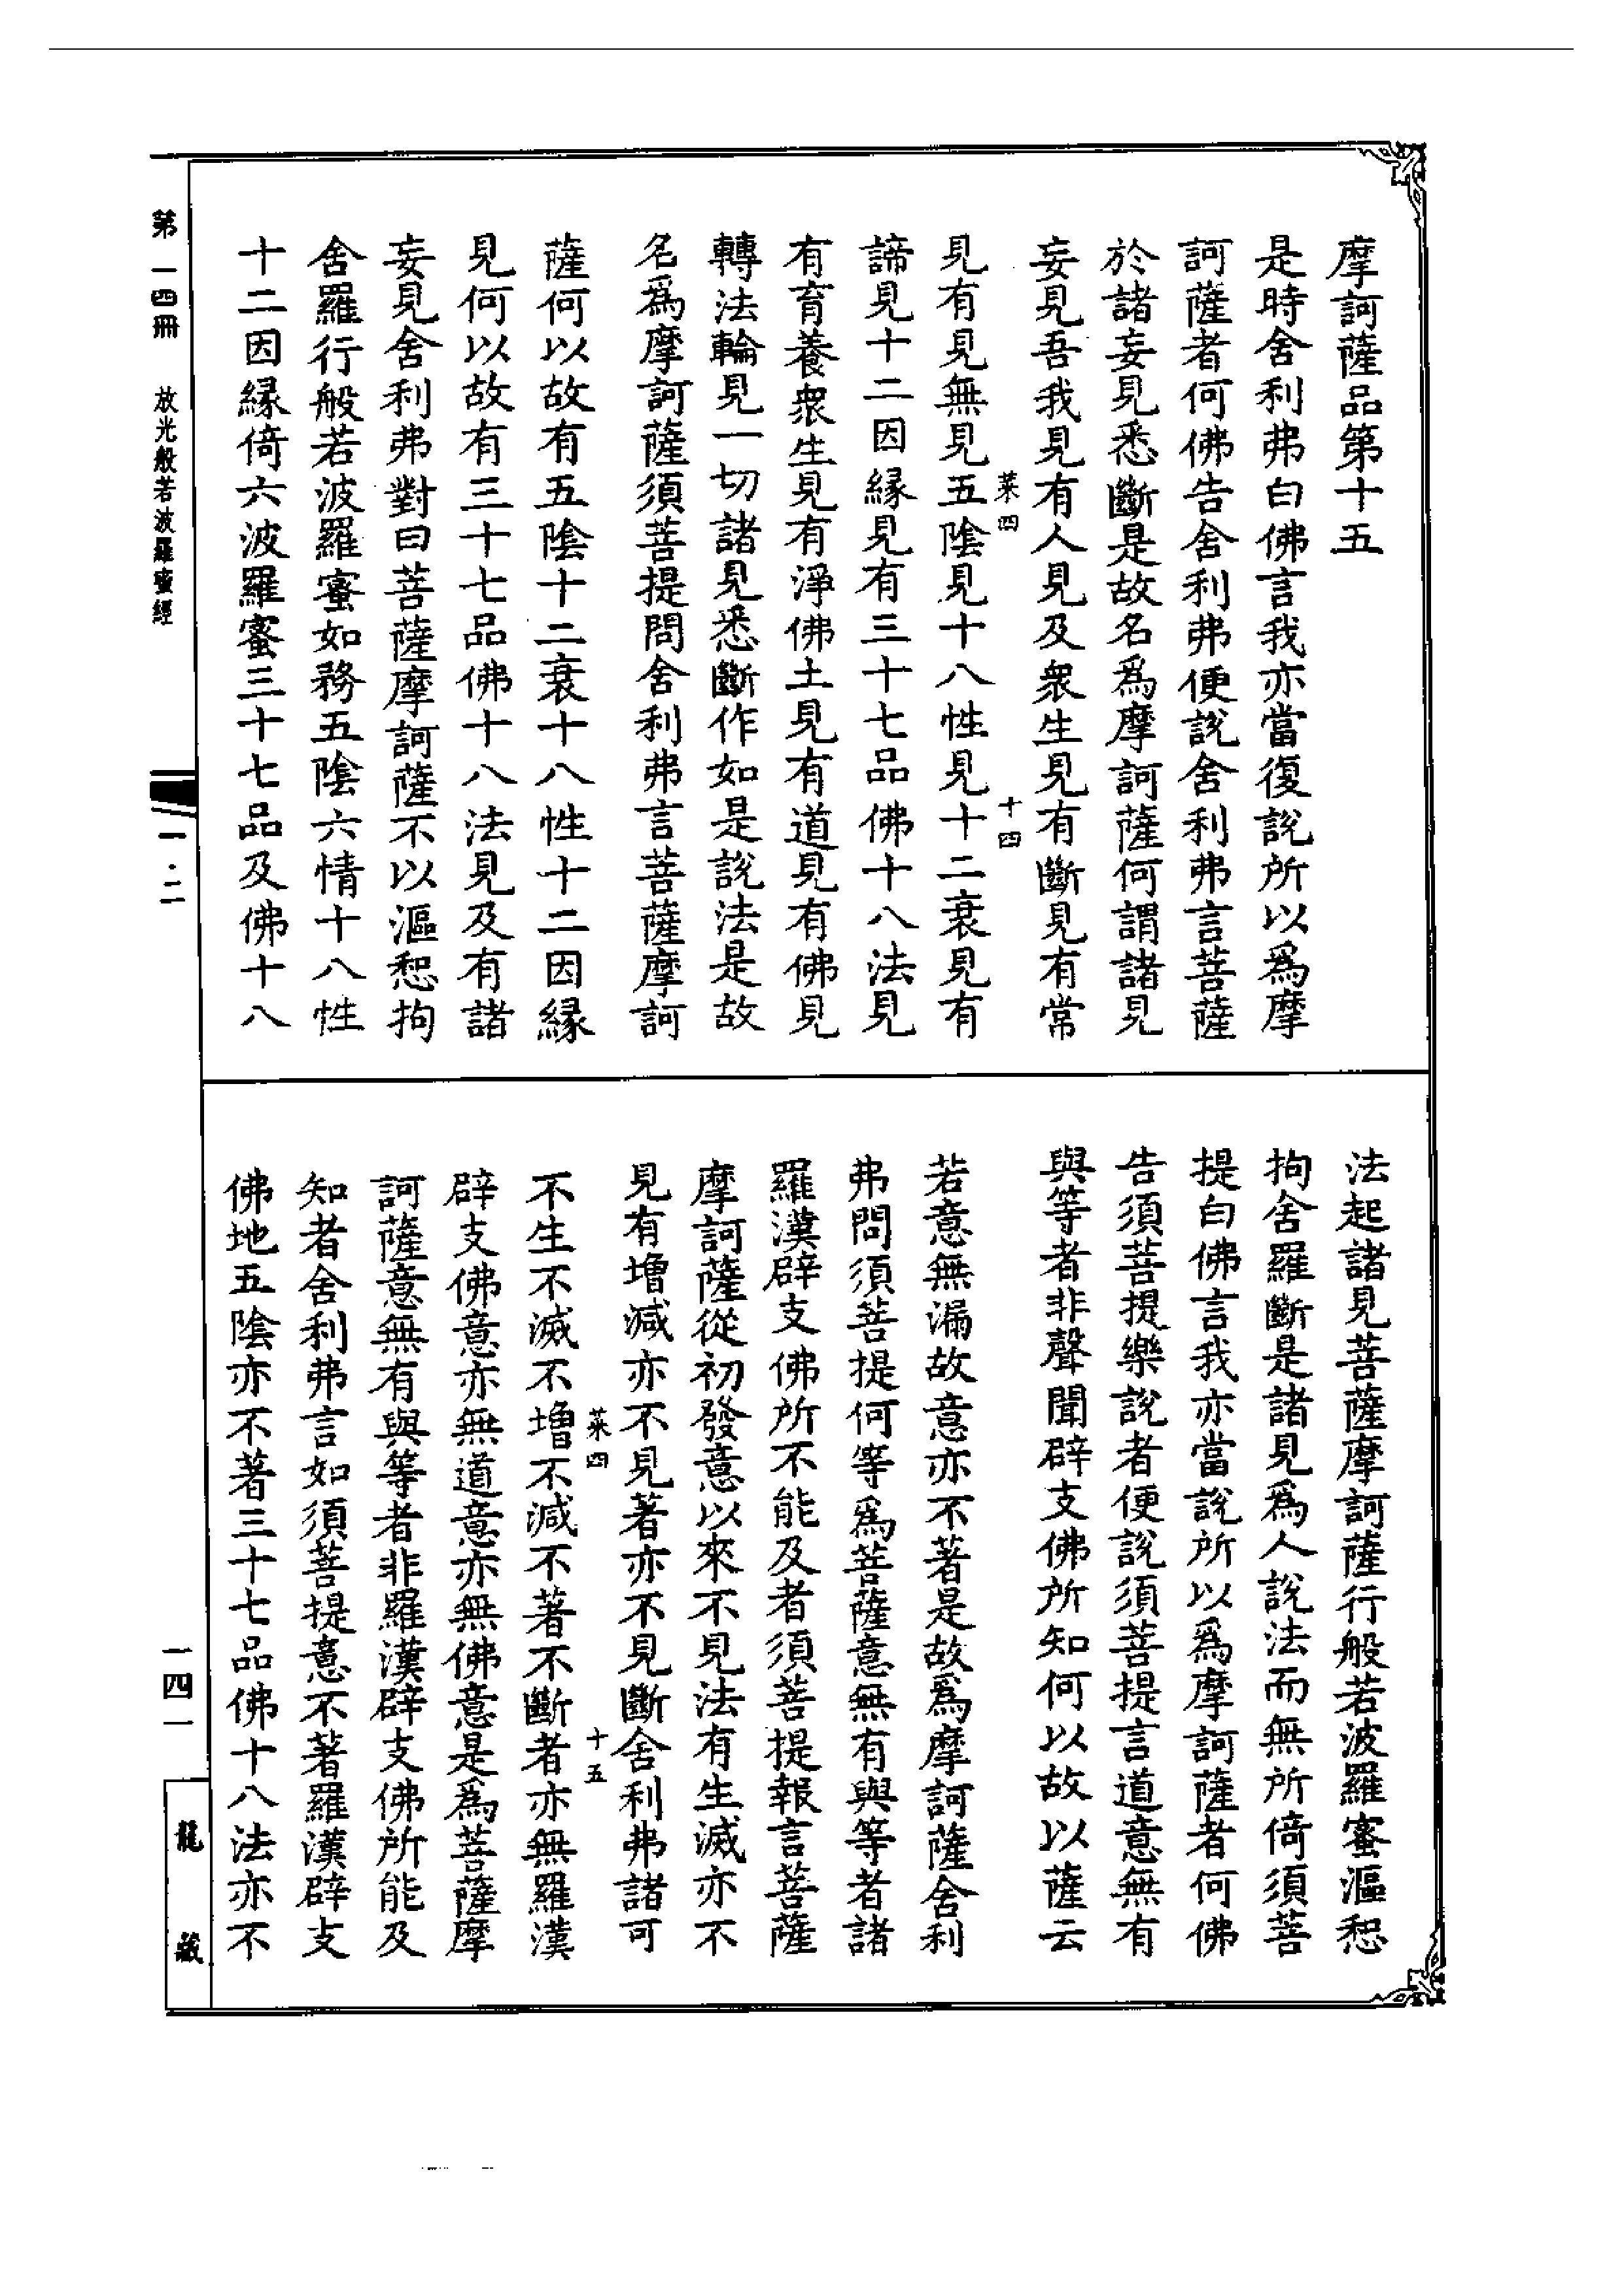 摩訶薩品第十五
是時舍利弗白佛言我亦當復說所以爲摩
訶薩者何佛告舍利弗便說舍利弗言菩薩
於諸妄見悉斷是故名爲摩訶薩何謂諸見
妄見吾我見有人見及衆生見有斷見有常
菜四 十四
見有見無見五陰見十八性見十二衰見有
諦見十二因緣見有三十七品佛十八法見
有育養衆生見有淨佛土見有道見有佛見
轉法輪見一切諸見悉斷作如是說法是故
名爲摩訶薩須菩提問舍利弗言菩薩摩訶
薩何以故有五陰十二衰十八性十二因緣
見何以故有三十七品佛十八法見及有諸
妄見舍利弗對曰菩薩摩訶薩不以漚惒拘
舍羅行般若波羅蜜如務五陰六情十八性
十二因緣倚六波羅蜜三十七品及佛十八
法起諸見菩薩摩訶薩行般若波羅蜜漚惒
拘舍羅斷是諸見爲人說法而無所倚須菩
提白佛言我亦當說所以爲摩訶薩者何佛
告須菩提樂說者便說須菩提言道意無有
與等者非聲聞辟支佛所知何以故以薩云
若意無漏故意亦不著是故爲摩訶薩舍利
弗問須菩提何等爲菩薩意無有與等者諸
羅漢辟支佛所不能及者須菩提報言菩薩
摩訶薩從初發意以來不見法有生滅亦不
見有增減亦不見著亦不見斷舍利弗諸可
菜四 十五
不生不滅不增不減不著不斷者亦無羅漢
辟支佛意亦無道意亦無佛意是爲菩薩摩
訶薩意無有與等者非羅漢辟支佛所能及
知者舍利弗言如須菩提意不著羅漢辟支
佛地五陰亦不著三十七品佛十八法亦不
第一四冊 放光般若波羅蜜經
一·二
一四一
龍藏